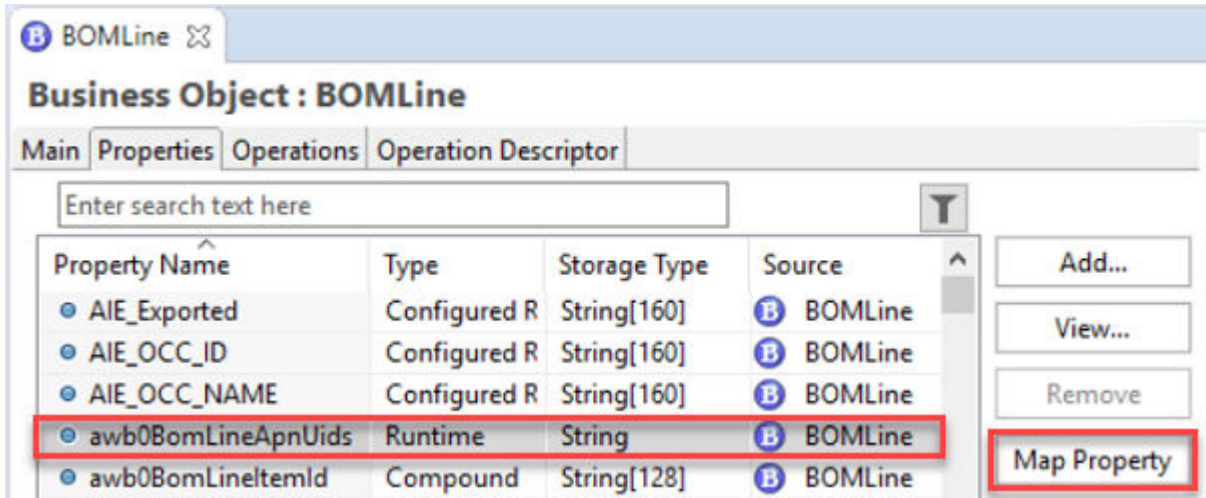 B BOMLine
Business Object : BOMLine
Main Properties Operations Operation Descriptor
Enter search text here
Property Name Type Storage Type Source Add...
AIE_Exported Configured R String[160] B BOMLine
View...
AIE_OCC_ID Configured R String[160] B BOMLine
AIE_OCC_NAME Configured R String[160] B BOMLine Remove
awb0BomLineApnUids Runtime String B BOMLine
Map Property
awb0BomLineItemId Compound String[128] B BOMLine